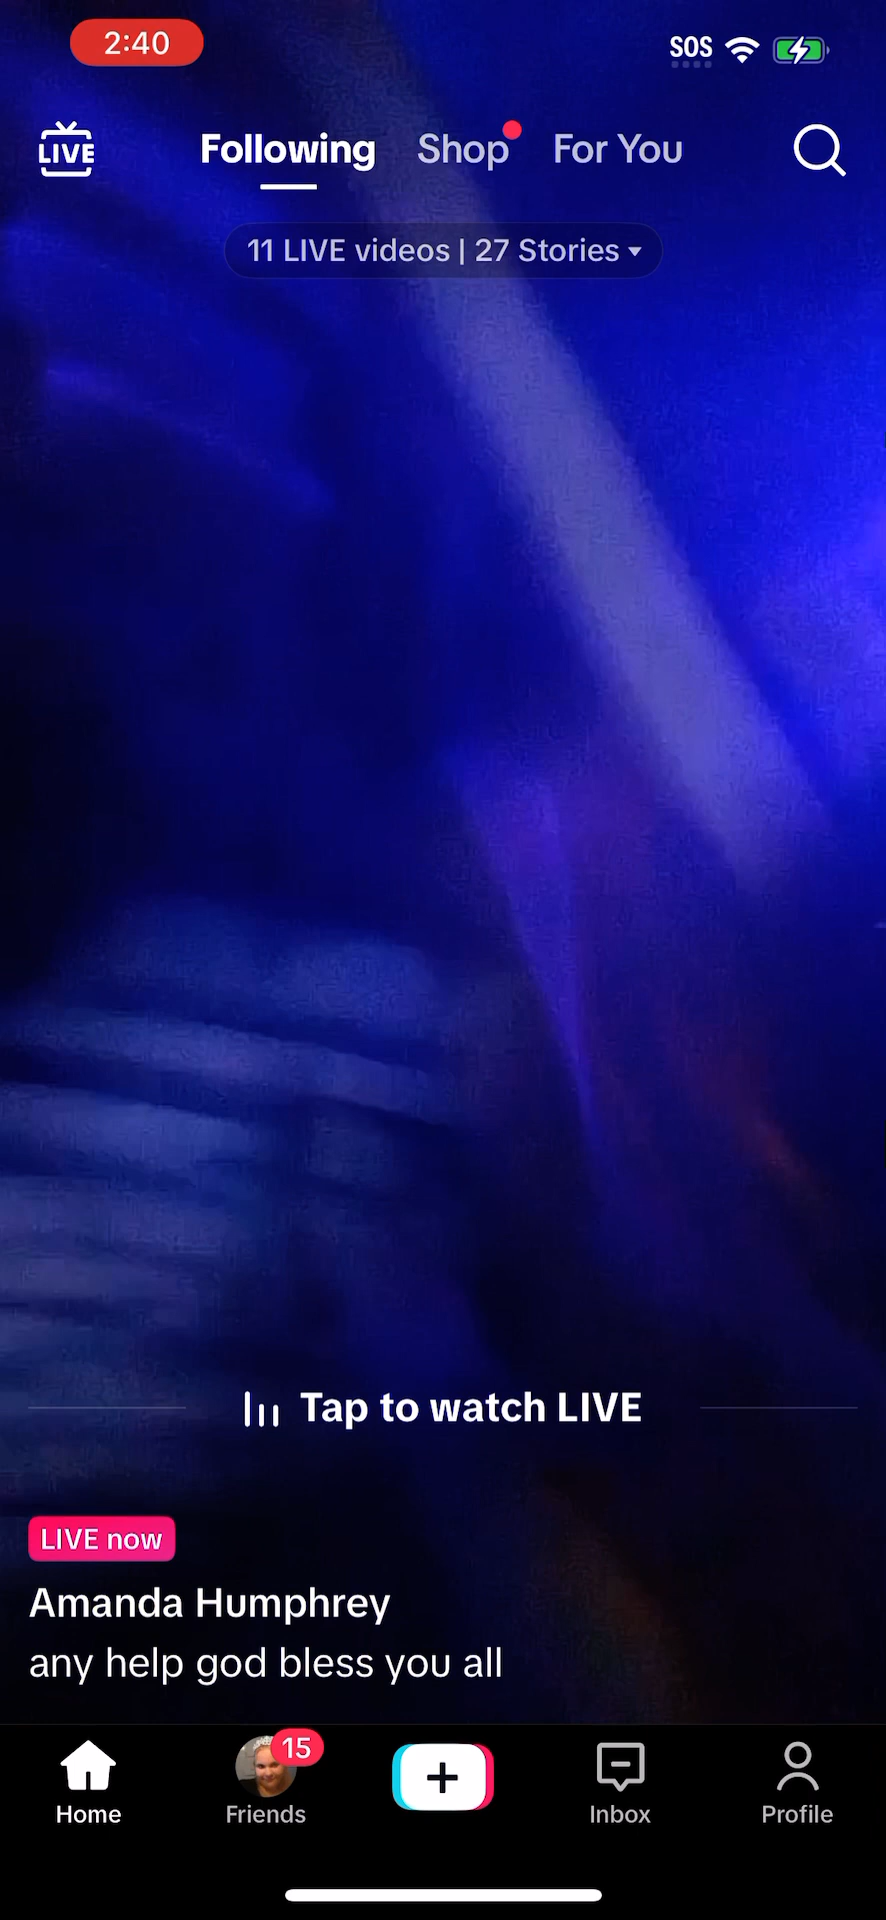 2:40
SOS
LIVE
Following
Shop
For You
11 LIVE videos | 27 Stories
Tap to watch LIVE
LIVE now
Amanda Humphrey
any help god bless you all
15
Home
Friends
Inbox
Profile